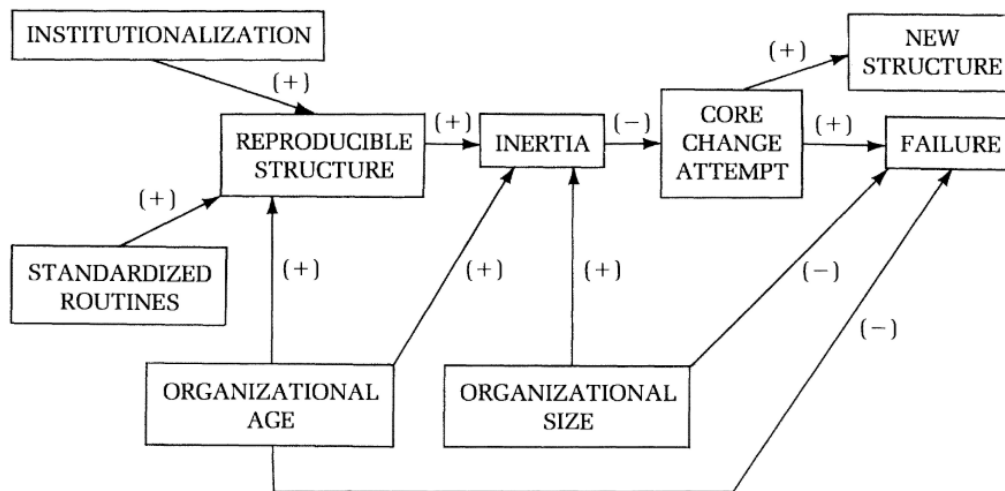 INSTITUTIONALIZATION
(+)
NEW
STRUCTURE
(+)
REPRODUCIBLE
STRUCTURE
(+)
INERTIA
(-)
CORE
CHANGE
ATTEMPT
(+)
FAILURE
(+)
STANDARDIZED
ROUTINES
(+)
(+)
(+)
(-)
(-)
ORGANIZATIONAL
AGE
ORGANIZATIONAL
SIZE